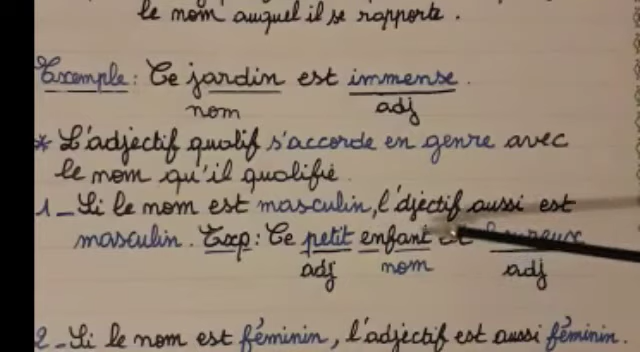 le nom auquel il se rapporte.
Exemple : Ce jardin est immense.
nom adj
* L'adjectif qualif s'accorde en genre avec
le nom qu'il qualifie.
1_ Si le nom est masculin, l'djectif aussi est
masculin. Exp : Ce petit enfant
adj nom adj
2_ Si le nom est féminin, l'adjectif est aussi féminin.